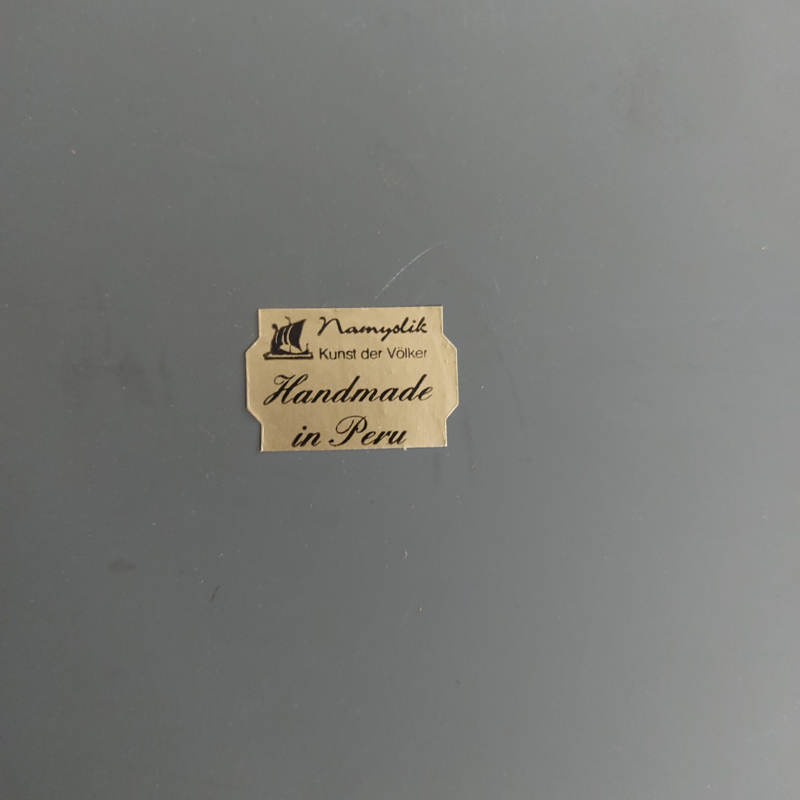 Namyslik
Kunst der Völker
Handmade
in Peru